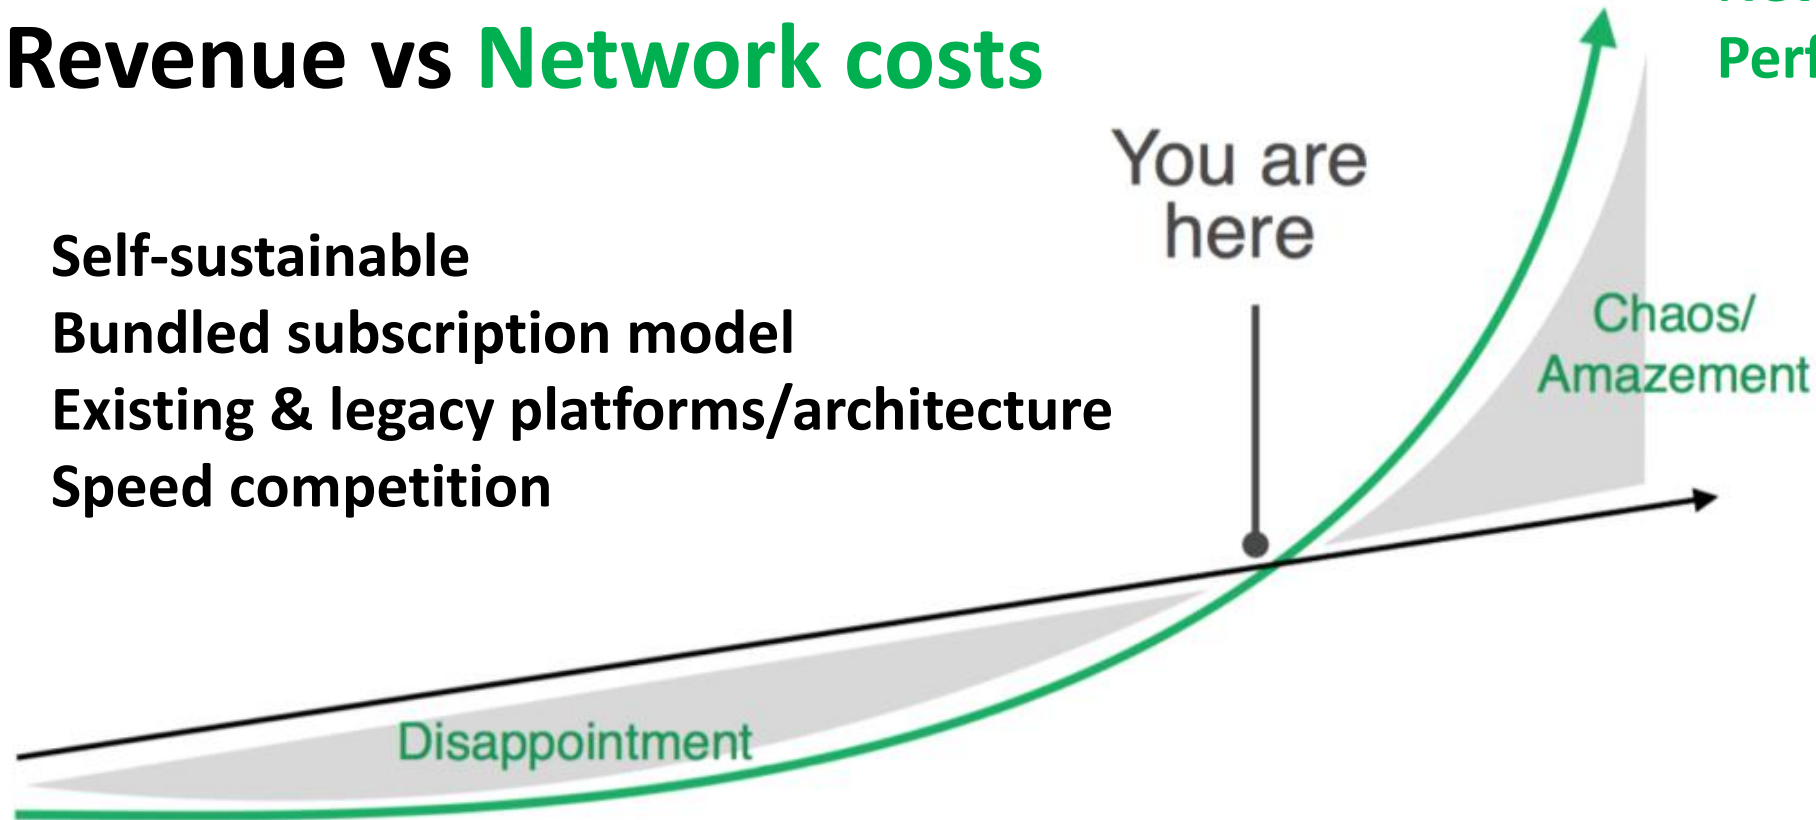 Revenue vs Network costs
You are
here
Self-sustainable
Bundled subscription model
Existing & legacy platforms/architecture
Speed competition
Chaos/
Amazement
Disappointment